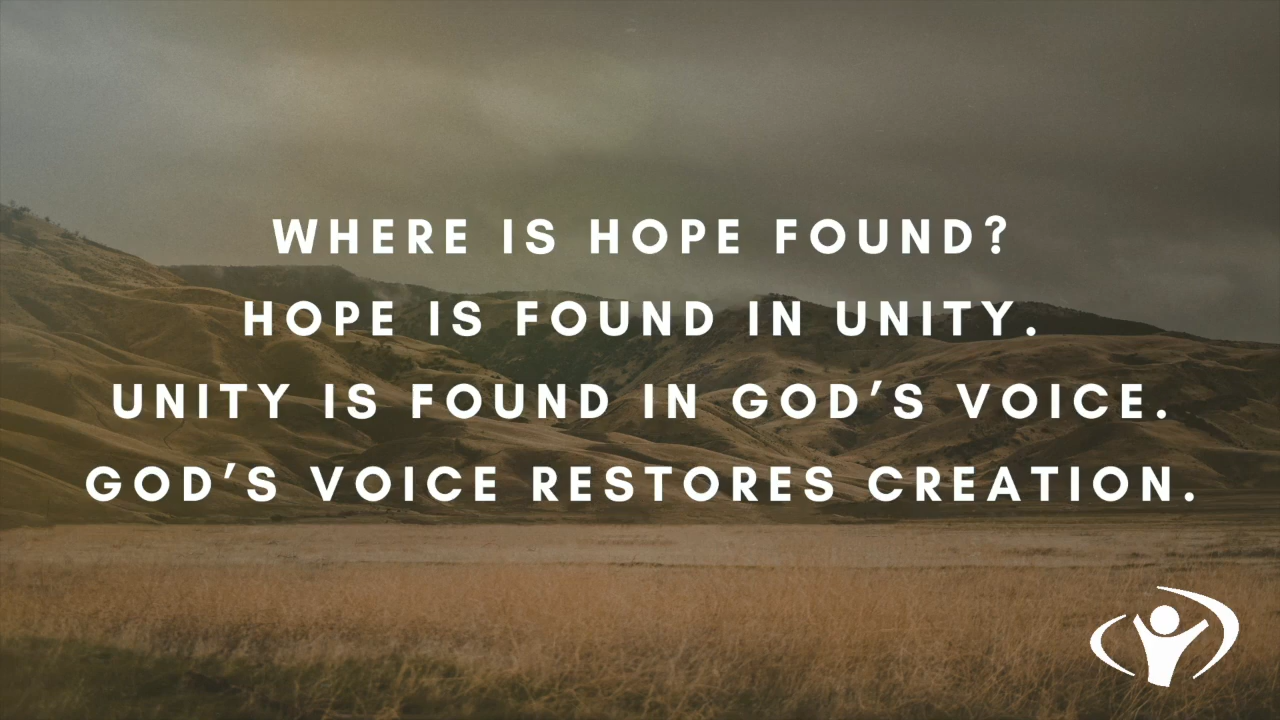 WHERE IS HOPE FOUND?
HOPE IS FOUND IN UNITY.
UNITY IS FOUND IN GOD’S VOICE.
GOD’S VOICE RESTORES CREATION.